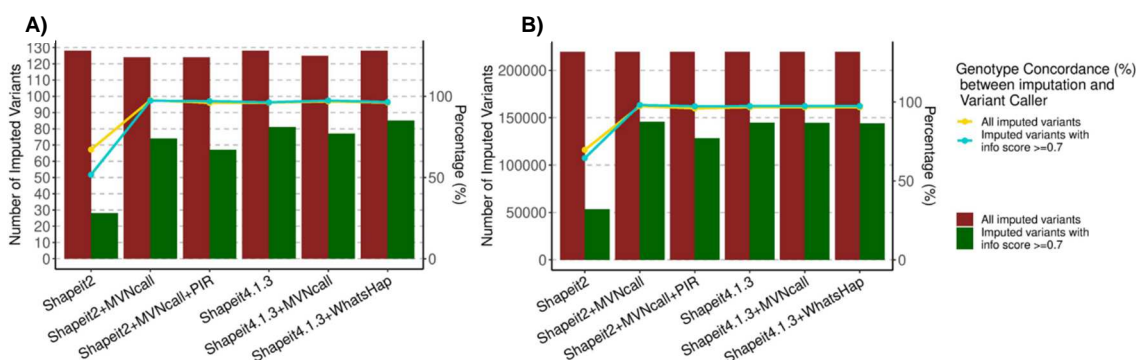 A)
Number of Imputed Variants
130
120
110
100
90
80
70
60
50
40
30
20
10
0
100
50
0
Percentage (%)
Shapeit2
Shapeit2+MVNcall
Shapeit2+MVNcall+PIR
Shapeit4.1.3
Shapeit4.1.3+MVNcall
Shapeit4.1.3+WhatsHap
B)
Number of Imputed Variants
200000
150000
100000
50000
0
100
50
0
Percentage (%)
Shapeit2
Shapeit2+MVNcall
Shapeit2+MVNcall+PIR
Shapeit4.1.3
Shapeit4.1.3+MVNcall
Shapeit4.1.3+WhatsHap
Genotype Concordance (%)
between imputation and
Variant Caller
All imputed variants
Imputed variants with
info score >=0.7
All imputed variants
Imputed variants with
info score >=0.7